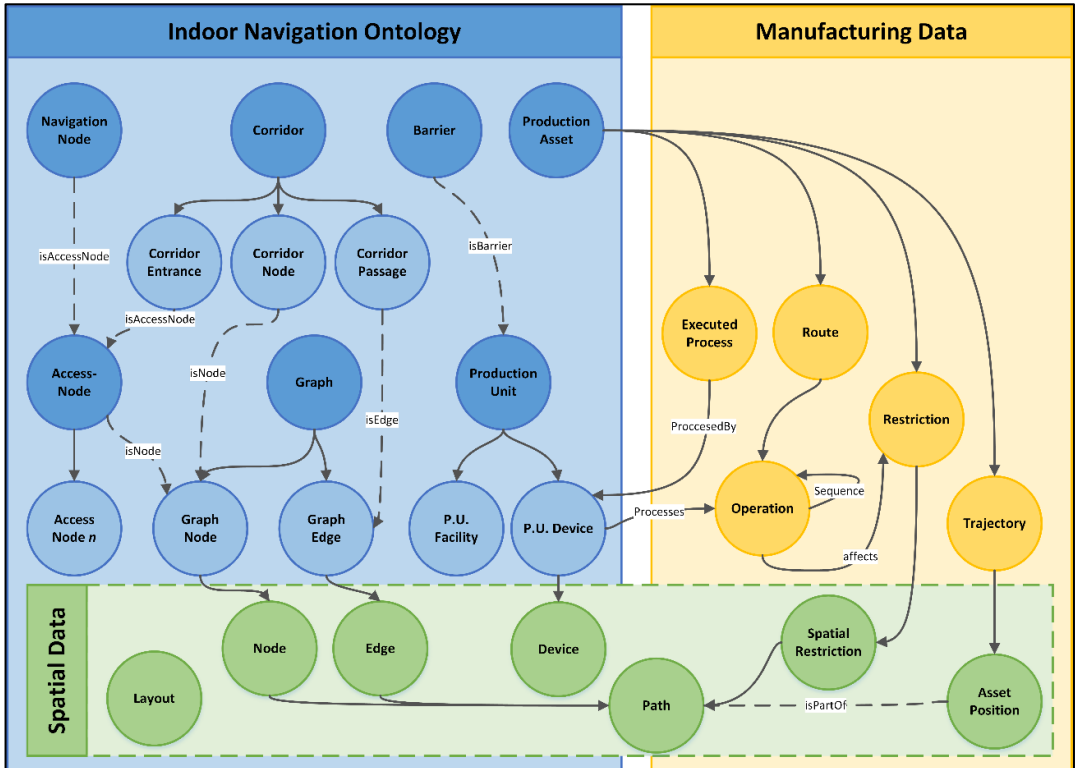 Indoor Navigation Ontology
Manufacturing Data
Navigation
Node
Corridor
Barrier
Production
Asset
isAccessNode
Corridor
Entrance
Corridor
Node
Corridor
Passage
isBarrier
isAccessNode
Executed
Process
Route
Access-
Node
isNode
Graph
isEdge
Production
Unit
Restriction
ProccesedBy
isNode
Access
Node n
Graph
Node
Graph
Edge
P.U.
Facility
P.U. Device
Processes
Operation
Sequence
affects
Trajectory
Spatial Data
Node
Edge
Device
Spatial
Restriction
Layout
Path
isPartOf
Asset
Position